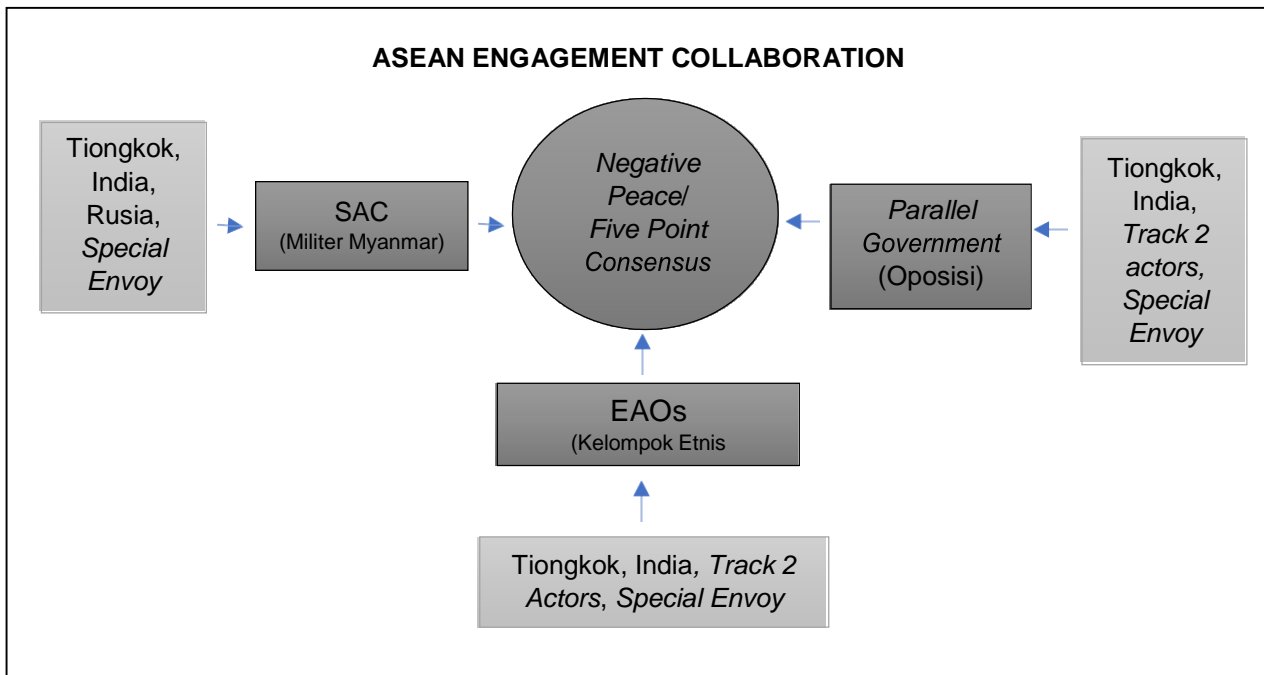 ASEAN ENGAGEMENT COLLABORATION
Tiongkok,
India,
Rusia,
Special
Envoy
SAC
(Militer Myanmar)
Negative
Peace/
Five Point
Consensus
Parallel
Government
(Oposisi)
Tiongkok,
India,
Track 2
actors,
Special
Envoy
EAOs
(Kelompok Etnis
Tiongkok, India, Track 2
Actors, Special Envoy